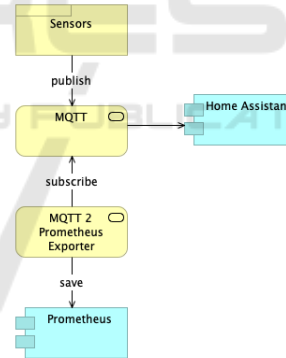 Sensors
publish
MQTT
Home Assistan
subscribe
MQTT 2
Prometheus
Exporter
save
Prometheus